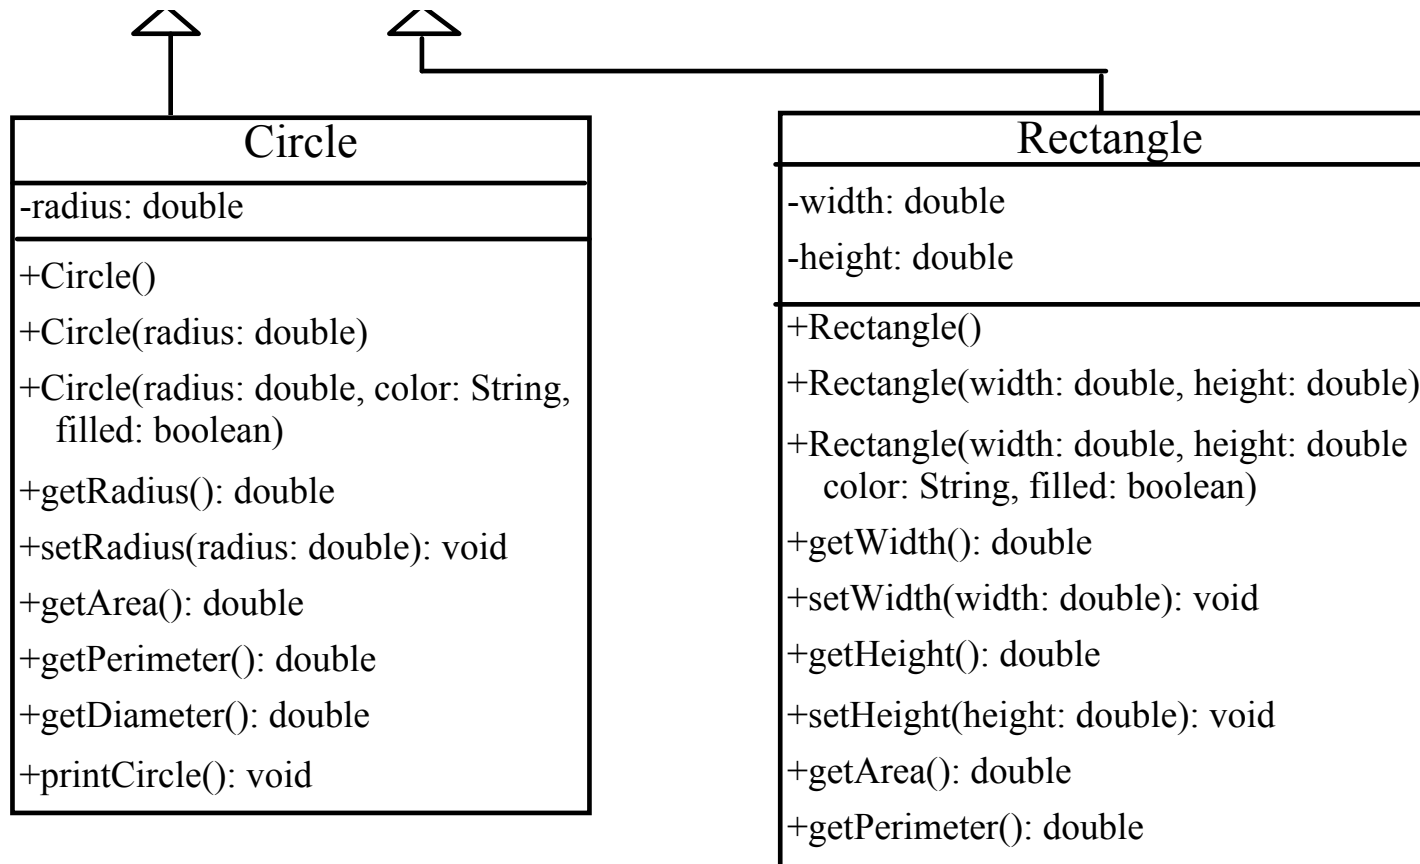 Circle
-radius: double
+Circle()
+Circle(radius: double)
+Circle(radius: double, color: String,
filled: boolean)
+getRadius(): double
+setRadius(radius: double): void
+getArea(): double
+getPerimeter(): double
+getDiameter(): double
+printCircle(): void
Rectangle
-width: double
-height: double
+Rectangle()
+Rectangle(width: double, height: double)
+Rectangle(width: double, height: double
color: String, filled: boolean)
+getWidth(): double
+setWidth(width: double): void
+getHeight(): double
+setHeight(height: double): void
+getArea(): double
+getPerimeter(): double